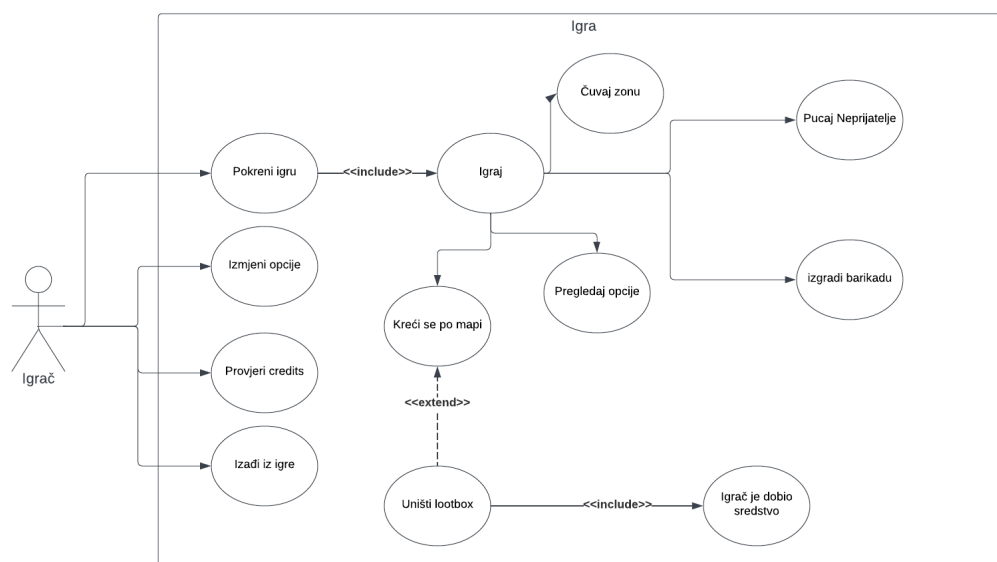 Igra
Čuvaj zonu
Pucaj Neprijatelje
Pokreni igru
<<include>>
Igraj
Izmjeni opcije
Pregledaj opcije
izgradi barikadu
Kreći se po mapi
Igrač
Provjeri credits
<<extend>>
Izađi iz igre
Uništi lootbox
<<include>>
Igrač je dobio
sredstvo